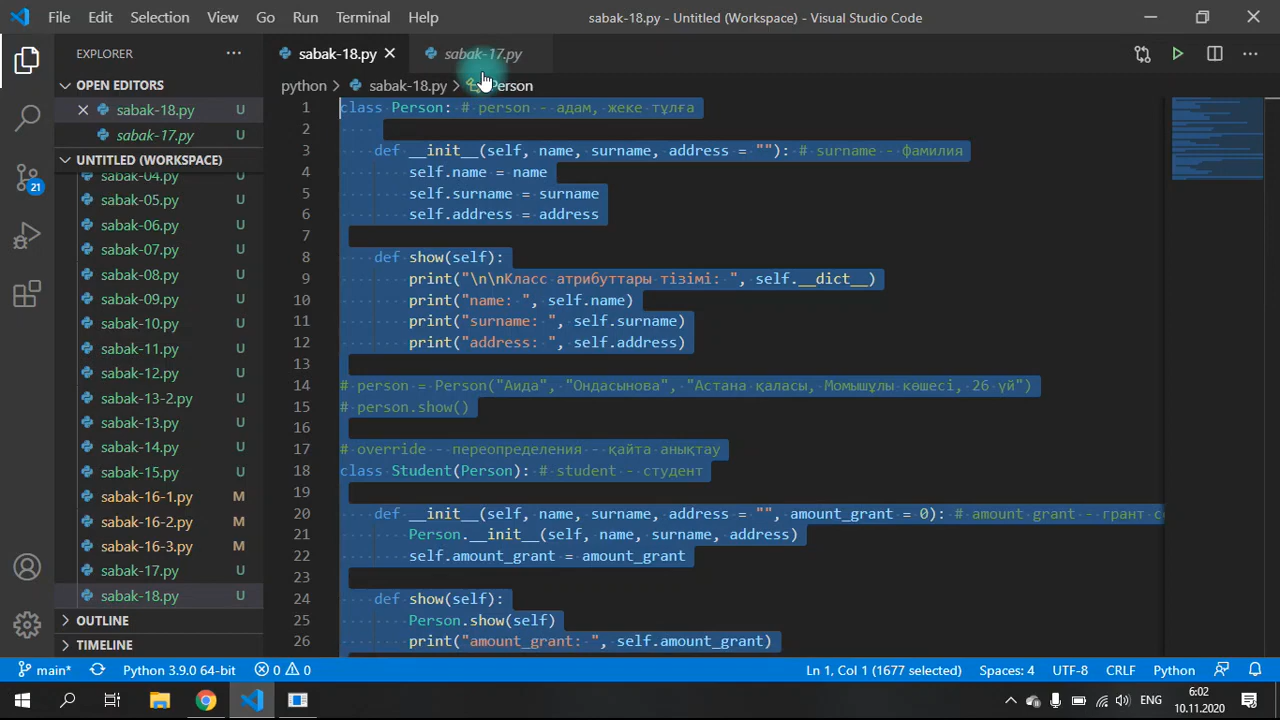 File Edit Selection View Go Run Terminal Help
sabak-18.py - Untitled (Workspace) - Visual Studio Code
EXPLORER
OPEN EDITORS
sabak-18.py U
sabak-17.py U
UNTITLED (WORKSPACE)
sabak-04.py U
sabak-05.py U
sabak-06.py U
sabak-07.py U
sabak-08.py U
sabak-09.py U
sabak-10.py U
sabak-11.py U
sabak-12.py U
sabak-13-2.py U
sabak-13.py U
sabak-14.py U
sabak-15.py U
sabak-16-1.py M
sabak-16-2.py M
sabak-16-3.py M
sabak-17.py U
sabak-18.py U
OUTLINE
TIMELINE
21
sabak-18.py sabak-17.py
python > sabak-18.py > Person
1 class Person: # person - адам, жеке тұлға
2
3 def __init__(self, name, surname, address = ""): # surname - фамилия
4 self.name = name
5 self.surname = surname
6 self.address = address
7
8 def show(self):
9 print("\n\nКласс атрибуттары тізімі: ", self.__dict__)
10 print("name: ", self.name)
11 print("surname: ", self.surname)
12 print("address: ", self.address)
13
14 # person = Person("Аида", "Ондасынова", "Астана қаласы, Момышұлы көшесі, 26 үй")
15 # person.show()
16
17 # override - переопределения - қайта анықтау
18 class Student(Person): # student - студент
19
20 def __init__(self, name, surname, address = "", amount_grant = 0): # amount grant - грант
21 Person.__init__(self, name, surname, address)
22 self.amount_grant = amount_grant
23
24 def show(self):
25 Person.show(self)
26 print("amount_grant: ", self.amount_grant)
main* Python 3.9.0 64-bit 0 0 Ln 1, Col 1 (1677 selected) Spaces: 4 UTF-8 CRLF Python
ENG
6:02
10.11.2020